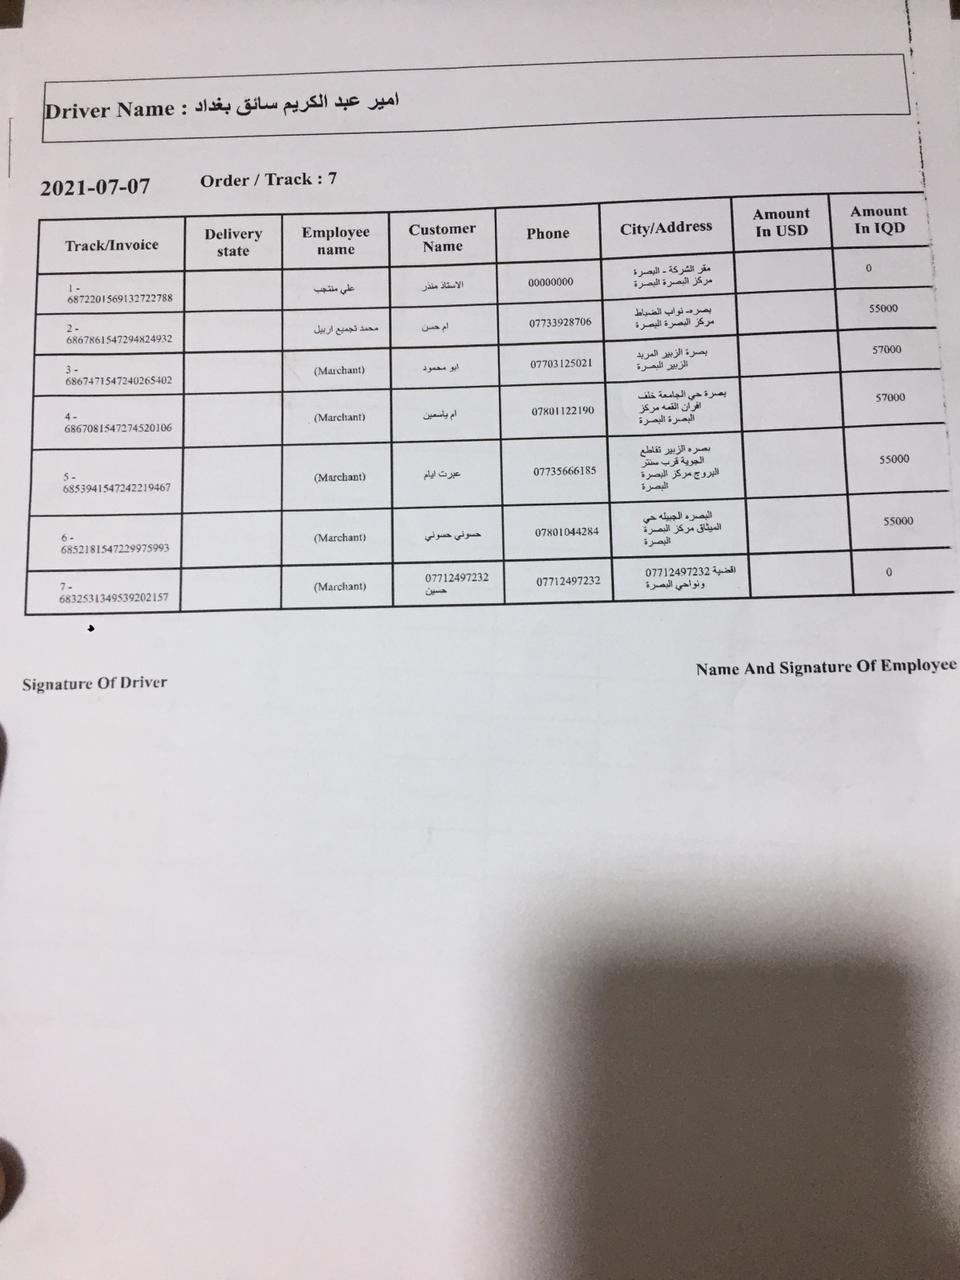 Driver Name : امير عبد الكريم سائق بغداد
2021-07-07 Order / Track : 7
Track/Invoice
Delivery
state
Employee
name
Customer
Name
Phone
City/Address
Amount
In USD
Amount
In IQD
1 -
6872201569132722788
علي منتجب
الاستاذ منذر
00000000
مقر الشركة - البصرة
مركز البصرة البصرة
0
2 -
6867861547294824932
محمد تجميع اربيل
ام حسن
07733928706
بصره- نواب الضباط
مركز البصرة البصرة
55000
3 -
6867471547240265402
(Marchant)
ابو محمود
07703125021
بصرة الزبير المربد
الزبير البصرة
57000
4 -
6867081547274520106
(Marchant)
ام ياسمين
07801122190
بصرة حي الجامعة خلف
افران القمه مركز
البصرة البصرة
57000
5 -
6853941547242219467
(Marchant)
عبرت ايام
07735666185
بصره الزبير تقاطع
الجوية قرب سنتر
البروج مركز البصرة
البصرة
55000
6 -
6852181547229975993
(Marchant)
حسوني حسوني
07801044284
البصره الجبيله حي
الميثاق مركز البصرة
البصرة
55000
7 -
6832531349539202157
(Marchant)
07712497232
حسين
07712497232
07712497232 اقضية
ونواحي البصرة
0
Signature Of Driver
Name And Signature Of Employee